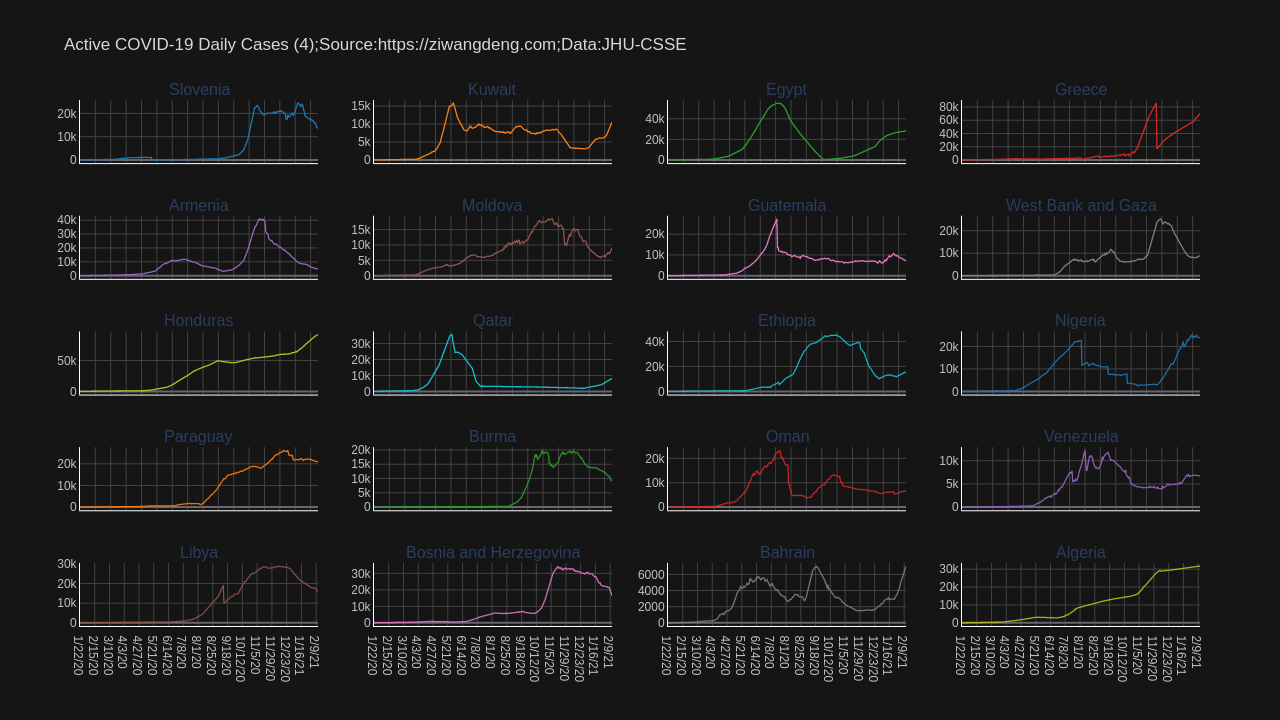 Active COVID-19 Daily Cases (4);Source:https://ziwangdeng.com;Data:JHU-CSSE
Slovenia
20k
10k
0
Kuwait
15k
10k
5k
0
Egypt
40k
20k
0
Greece
80k
60k
40k
20k
0
Armenia
40k
30k
20k
10k
0
Moldova
15k
10k
5k
0
Guatemala
20k
10k
0
West Bank and Gaza
20k
10k
0
Honduras
50k
0
Qatar
30k
20k
10k
0
Ethiopia
40k
20k
0
Nigeria
20k
10k
0
Paraguay
20k
10k
0
Burma
20k
15k
10k
5k
0
Oman
20k
10k
0
Venezuela
10k
5k
0
Libya
30k
20k
10k
0
Bosnia and Herzegovina
30k
20k
10k
0
Bahrain
6000
4000
2000
0
Algeria
30k
20k
10k
0
1/22/20
2/15/20
3/10/20
4/3/20
4/27/20
5/21/20
6/14/20
7/8/20
8/1/20
8/25/20
9/18/20
10/12/20
11/5/20
11/29/20
12/23/20
1/16/21
2/9/21
1/22/20
2/15/20
3/10/20
4/3/20
4/27/20
5/21/20
6/14/20
7/8/20
8/1/20
8/25/20
9/18/20
10/12/20
11/5/20
11/29/20
12/23/20
1/16/21
2/9/21
1/22/20
2/15/20
3/10/20
4/3/20
4/27/20
5/21/20
6/14/20
7/8/20
8/1/20
8/25/20
9/18/20
10/12/20
11/5/20
11/29/20
12/23/20
1/16/21
2/9/21
1/22/20
2/15/20
3/10/20
4/3/20
4/27/20
5/21/20
6/14/20
7/8/20
8/1/20
8/25/20
9/18/20
10/12/20
11/5/20
11/29/20
12/23/20
1/16/21
2/9/21